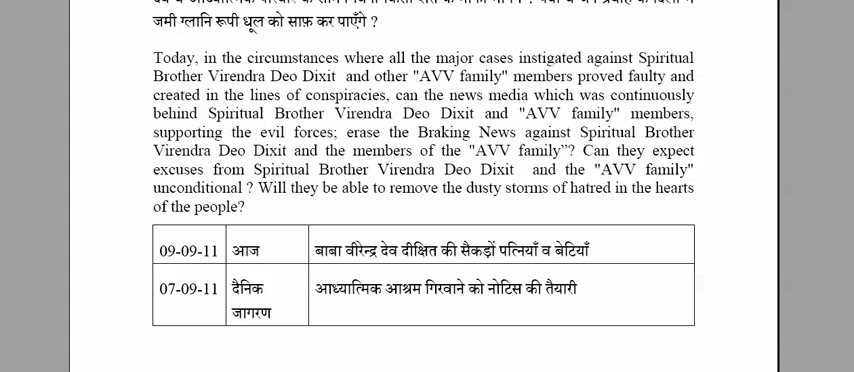 जमी ग्लानि रूपी धूल को साफ़ कर पाएँगे ?
Today, in the circumstances where all the major cases instigated against Spiritual
Brother Virendra Deo Dixit and other "AVV family" members proved faulty and
created in the lines of conspiracies, can the news media which was continuously
behind Spiritual Brother Virendra Deo Dixit and "AVV family" members,
supporting the evil forces; erase the Braking News against Spiritual Brother
Virendra Deo Dixit and the members of the "AVV family”? Can they expect
excuses from Spiritual Brother Virendra Deo Dixit and the "AVV family"
unconditional ? Will they be able to remove the dusty storms of hatred in the hearts
of the people?
09-09-11 आज बाबा वीरेन्द्र देव दीक्षित की सैकड़ों पत्नियाँ व बेटियाँ
07-09-11 दैनिक आध्यात्मिक आश्रम गिरवाने को नोटिस की तैयारी
जागरण